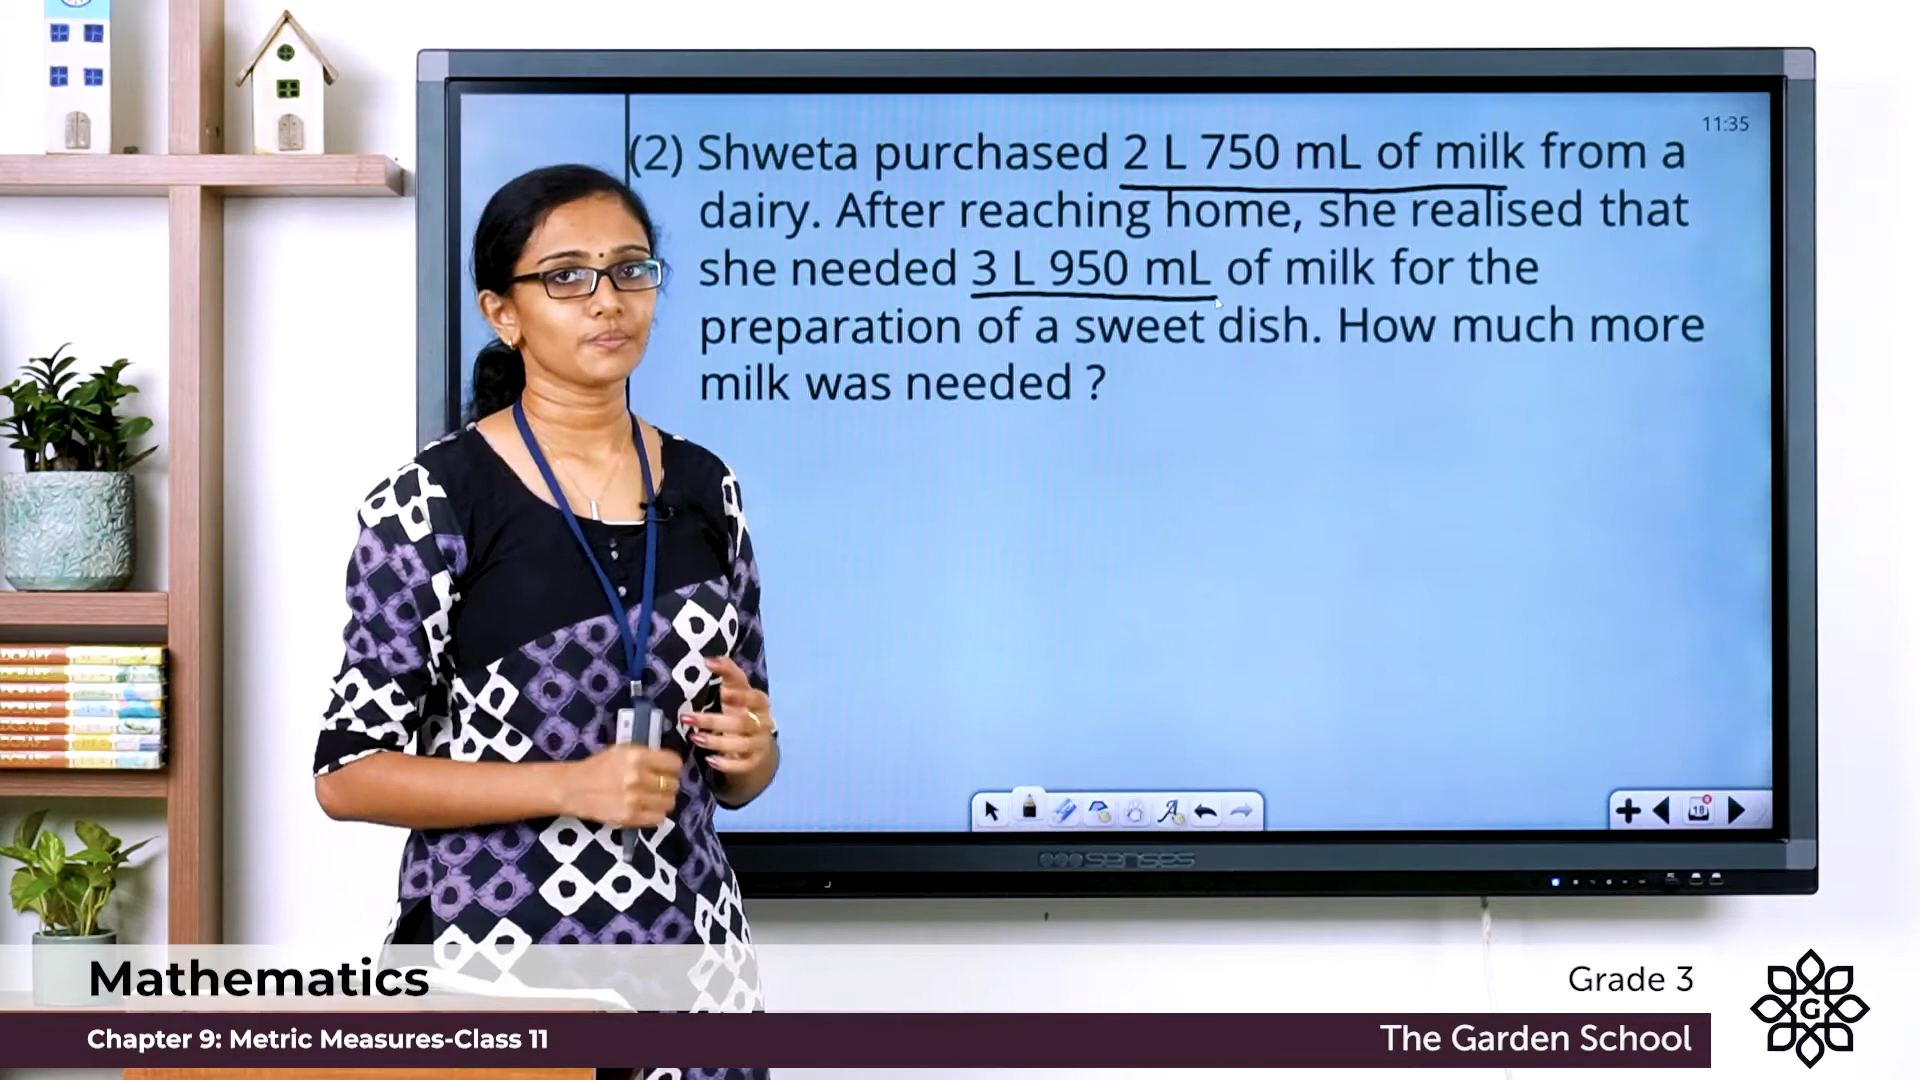 11:35
(2) Shweta purchased 2 L 750 mL of milk from a
dairy. After reaching home, she realised that
she needed 3 L 950 mL of milk for the
preparation of a sweet dish. How much more
milk was needed ?
18
senses
Mathematics
Grade 3
Chapter 9: Metric Measures-Class 11
The Garden School
G